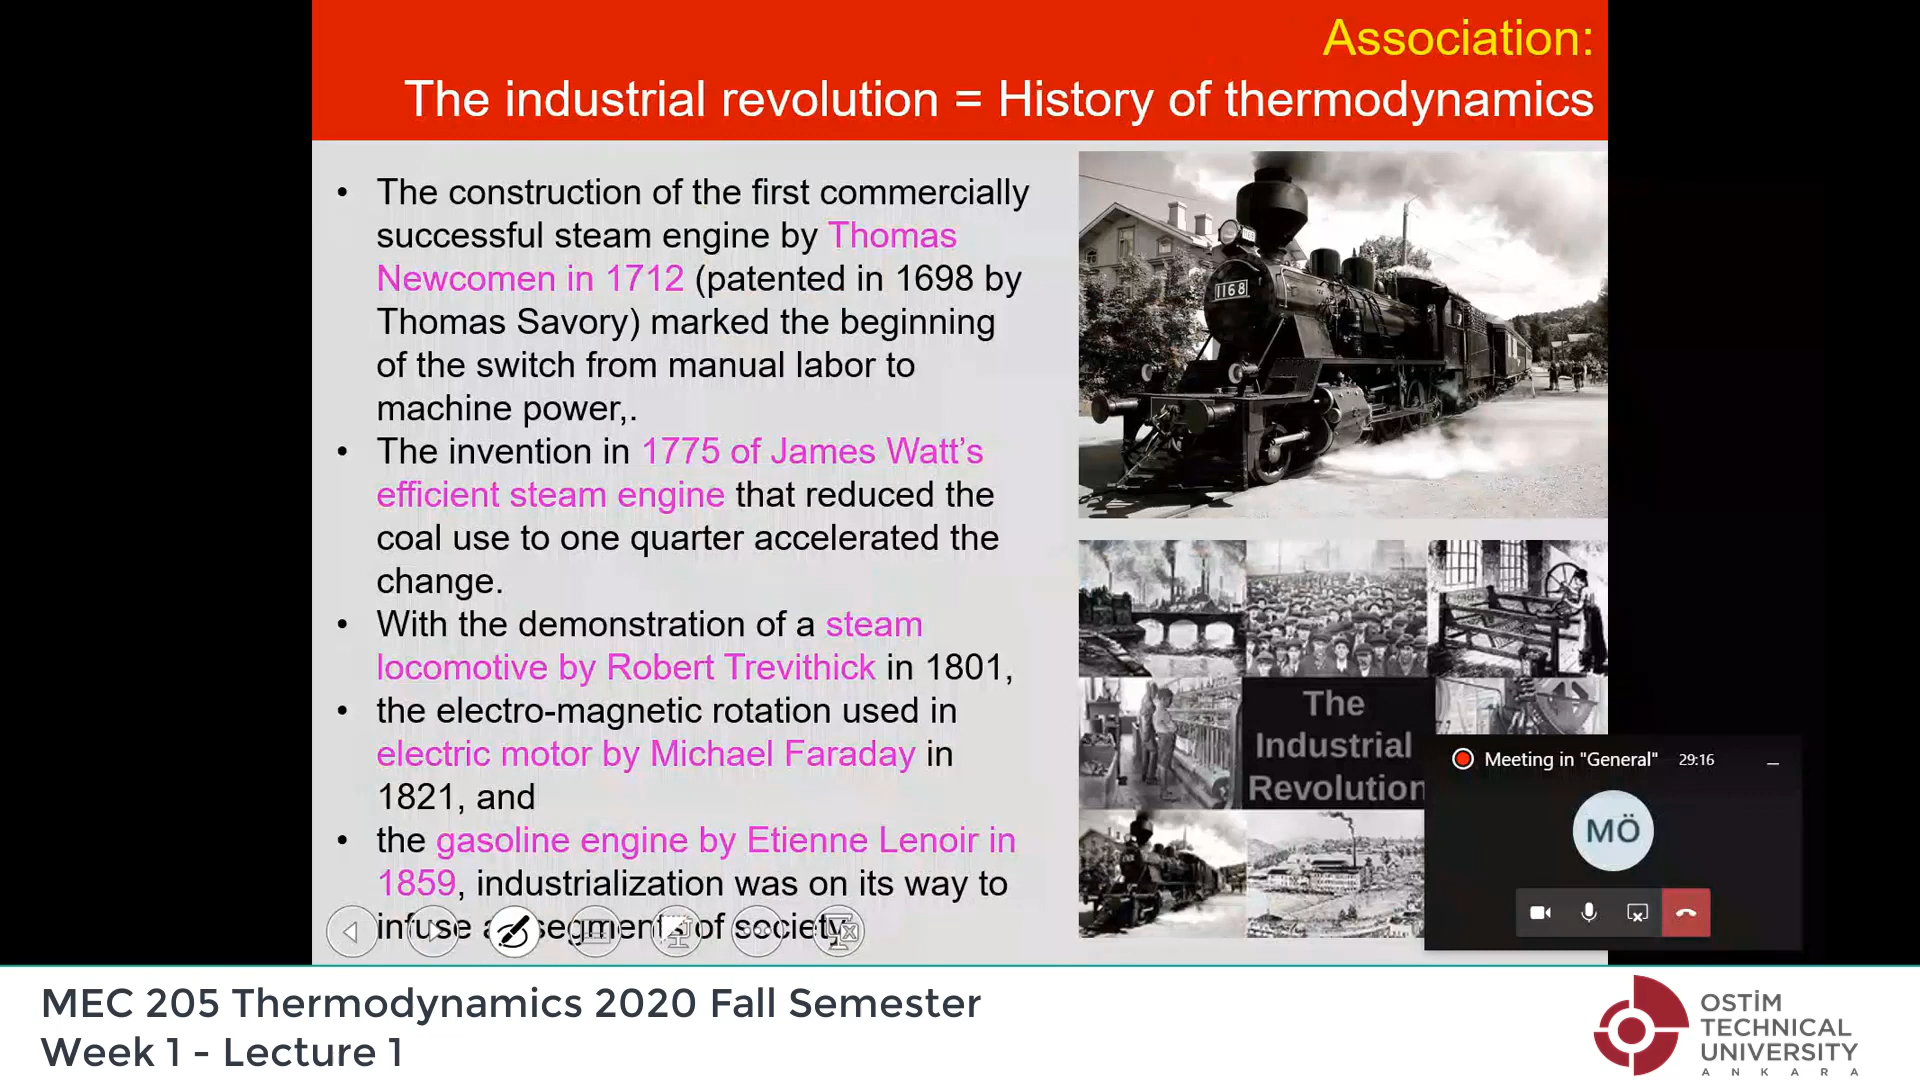 Association:
The industrial revolution = History of thermodynamics
• The construction of the first commercially
successful steam engine by Thomas
Newcomen in 1712 (patented in 1698 by
Thomas Savory) marked the beginning
of the switch from manual labor to
machine power,.
• The invention in 1775 of James Watt’s
efficient steam engine that reduced the
coal use to one quarter accelerated the
change.
• With the demonstration of a steam
locomotive by Robert Trevithick in 1801,
• the electro-magnetic rotation used in
electric motor by Michael Faraday in
1821, and
• the gasoline engine by Etienne Lenoir in
1859, industrialization was on its way to
infuse segments of society
1168
The
Industrial
Revolution
Meeting in "General" 29:16
MÖ
MEC 205 Thermodynamics 2020 Fall Semester
Week 1 - Lecture 1
OSTİM
TECHNICAL
UNIVERSITY
ANKARA